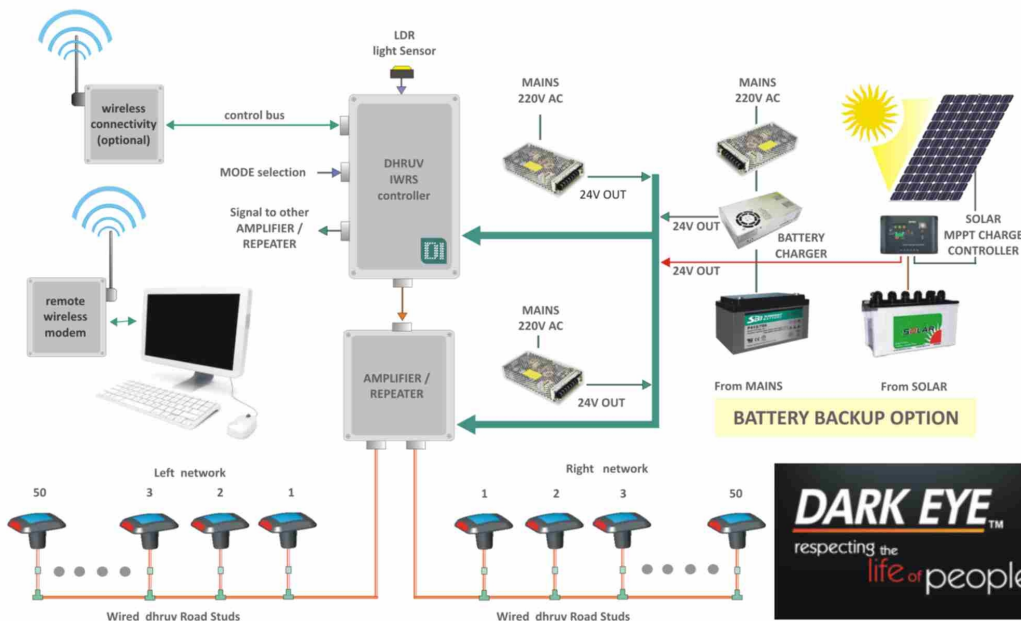 LDR
light Sensor
wireless
connectivity
(optional)
control bus
MAINS
220V AC
MAINS
220V AC
DHRUV
IWRS
controller
MODE selection
24V OUT
Signal to other
AMPLIFIER /
REPEATER
24V OUT
BATTERY
CHARGER
SOLAR
MPPT CHARGE
CONTROLLER
24V OUT
remote
wireless
modem
MAINS
220V AC
SOLAR
AMPLIFIER /
REPEATER
24V OUT
From MAINS
From SOLAR
BATTERY BACKUP OPTION
Left network
50 3 2 1
Right network
1 2 3 50
Wired dhruv Road Studs
Wired dhruv Road Studs
DARK EYE TM
respecting the
life of people